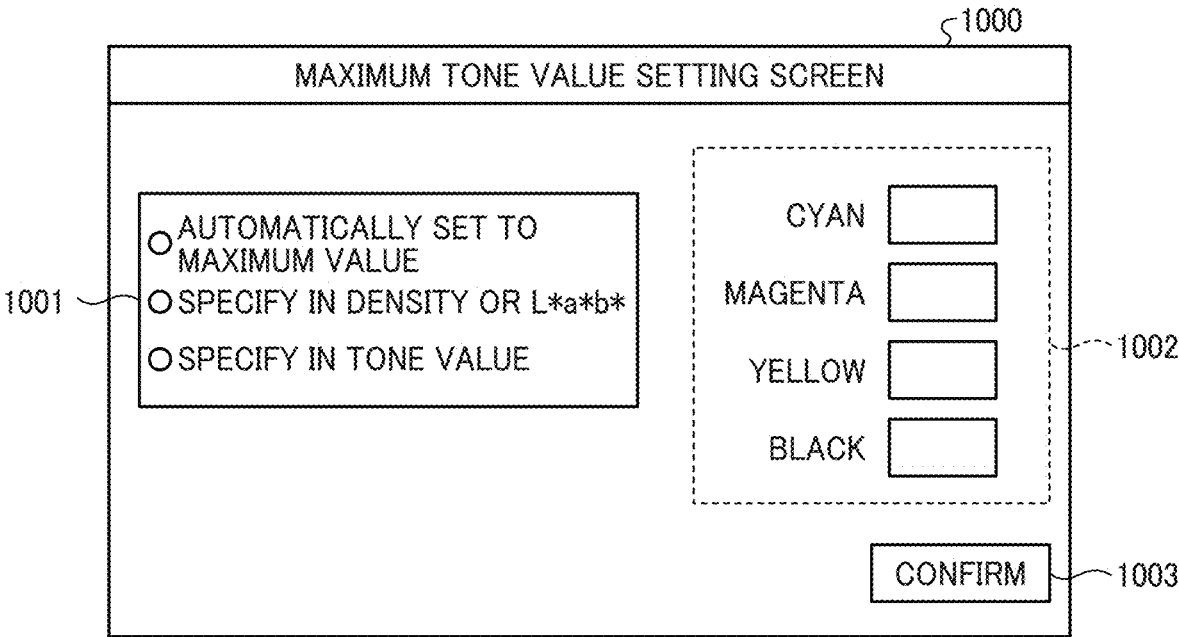 1000
MAXIMUM TONE VALUE SETTING SCREEN
AUTOMATICALLY SET TO
MAXIMUM VALUE
1001
SPECIFY IN DENSITY OR L*a*b*
SPECIFY IN TONE VALUE
CYAN
MAGENTA
YELLOW
BLACK
1002
CONFIRM
1003